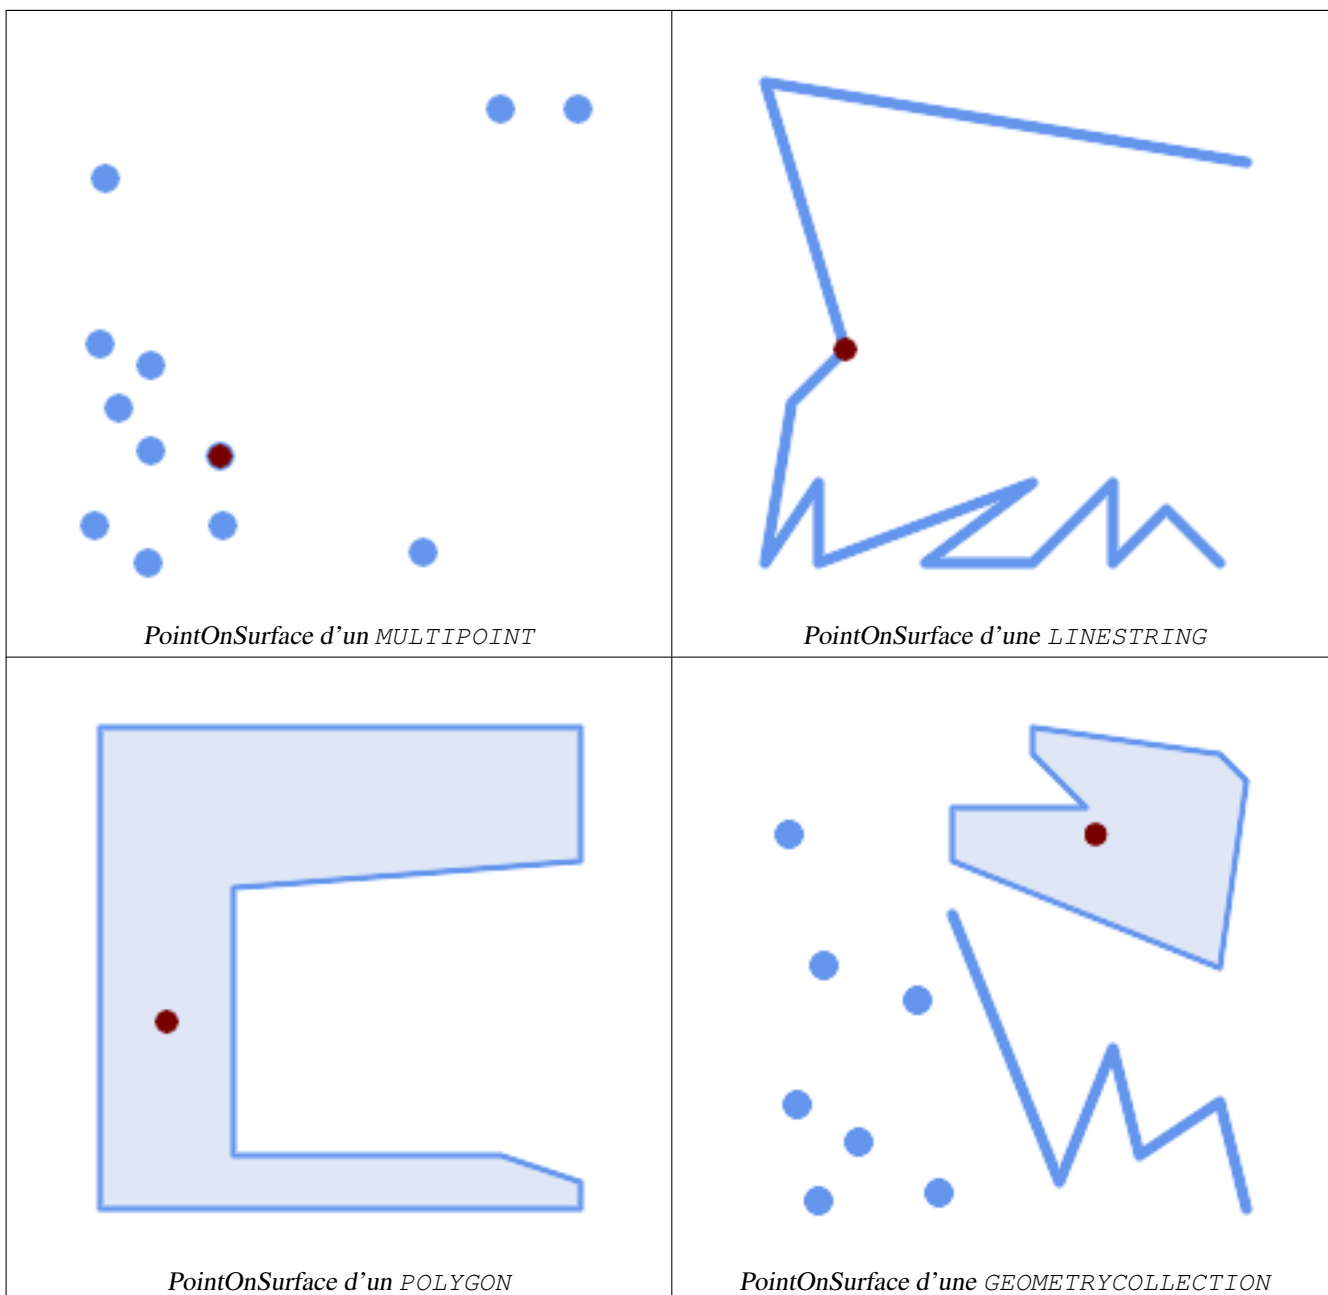 PointOnSurface d'un MULTIPOINT
PointOnSurface d'une LINESTRING
PointOnSurface d'un POLYGON
PointOnSurface d'une GEOMETRYCOLLECTION